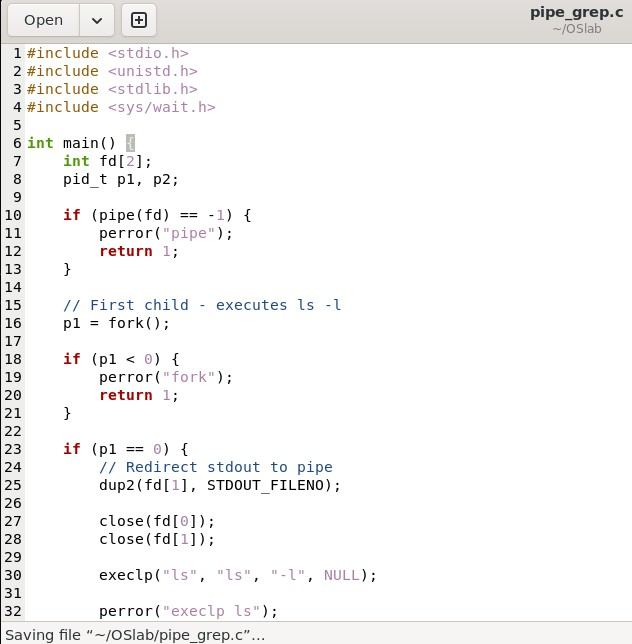 Open
pipe_grep.c
~/OSlab
1 #include <stdio.h>
2 #include <unistd.h>
3 #include <stdlib.h>
4 #include <sys/wait.h>
5
6 int main() {
7     int fd[2];
8     pid_t p1, p2;
9
10     if (pipe(fd) == -1) {
11         perror("pipe");
12         return 1;
13     }
14
15     // First child - executes ls -l
16     p1 = fork();
17
18     if (p1 < 0) {
19         perror("fork");
20         return 1;
21     }
22
23     if (p1 == 0) {
24         // Redirect stdout to pipe
25         dup2(fd[1], STDOUT_FILENO);
26
27         close(fd[0]);
28         close(fd[1]);
29
30         execlp("ls", "ls", "-l", NULL);
31
32         perror("execlp ls");
Saving file “~/OSlab/pipe_grep.c”…